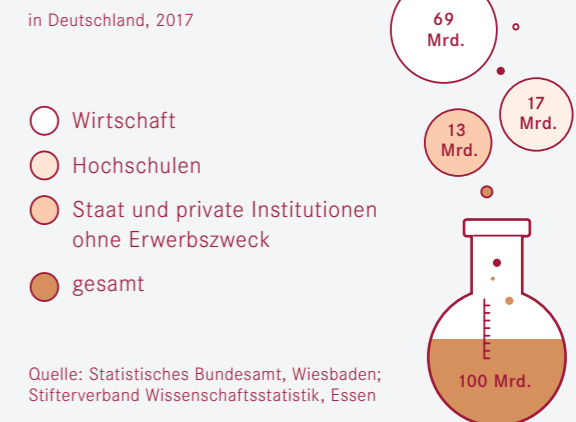 in Deutschland, 2017
69
Mrd.
17
Mrd.
13
Mrd.
Wirtschaft
Hochschulen
Staat und private Institutionen
ohne Erwerbszweck
gesamt
100 Mrd.
Quelle: Statistisches Bundesamt, Wiesbaden;
Stifterverband Wissenschaftsstatistik, Essen